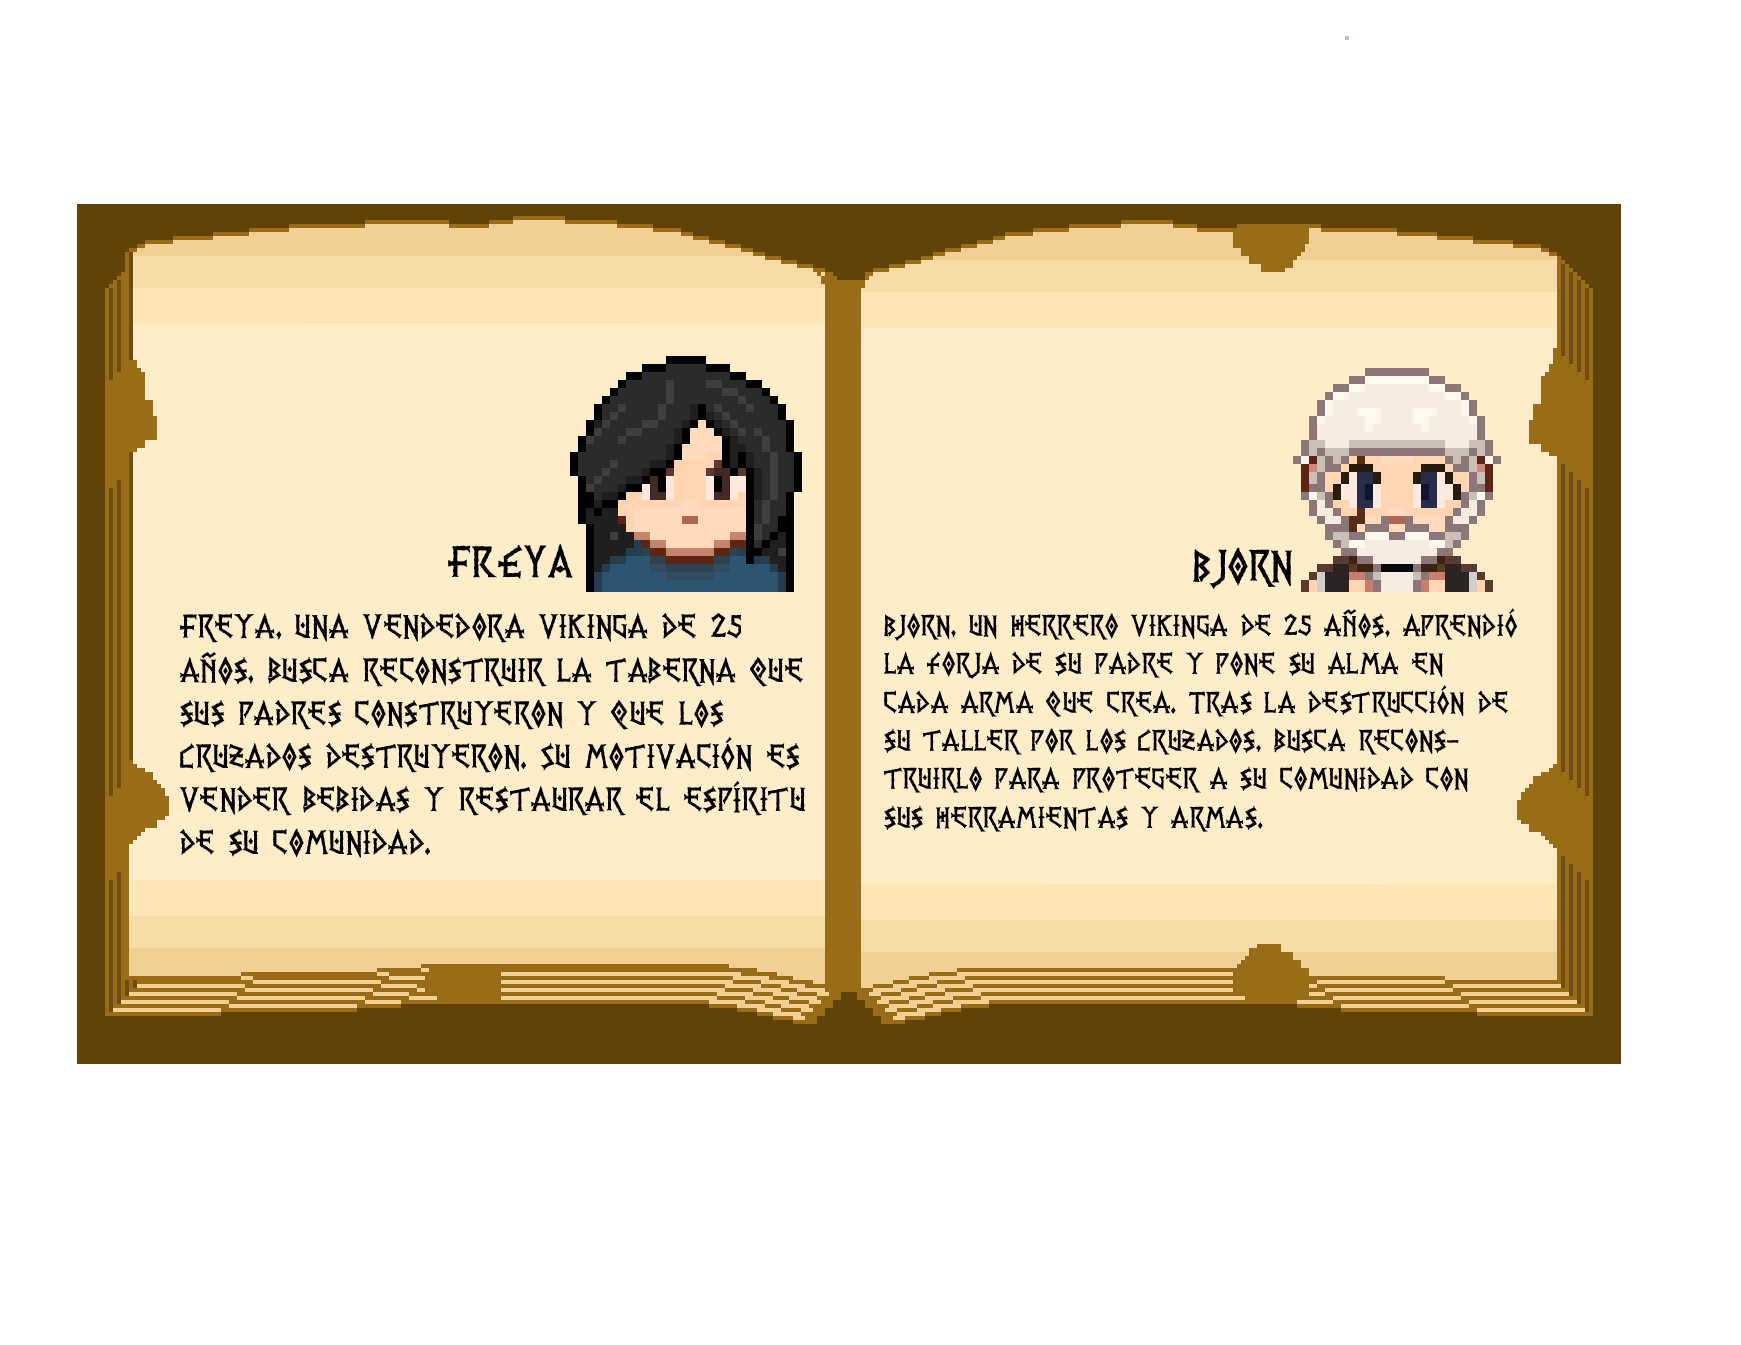 FREYA
FREYA, UNA VENDEDORA VIKINGA DE 25
AÑOS, BUSCA RECONSTRUIR LA TABERNA QUE
SUS PADRES CONSTRUYERON Y QUE LOS
CRUZADOS DESTRUYERON. SU MOTIVACIÓN ES
VENDER BEBIDAS Y RESTAURAR EL ESPÍRITU
DE SU COMUNIDAD.
BJORN
BJORN, UN HERRERO VIKINGA DE 25 AÑOS, APRENDIÓ
LA FORJA DE SU PADRE Y PONE SU ALMA EN
CADA ARMA QUE CREA. TRAS LA DESTRUCCIÓN DE
SU TALLER POR LOS CRUZADOS, BUSCA RECONS-
TRUIRLO PARA PROTEGER A SU COMUNIDAD CON
SUS HERRAMIENTAS Y ARMAS.